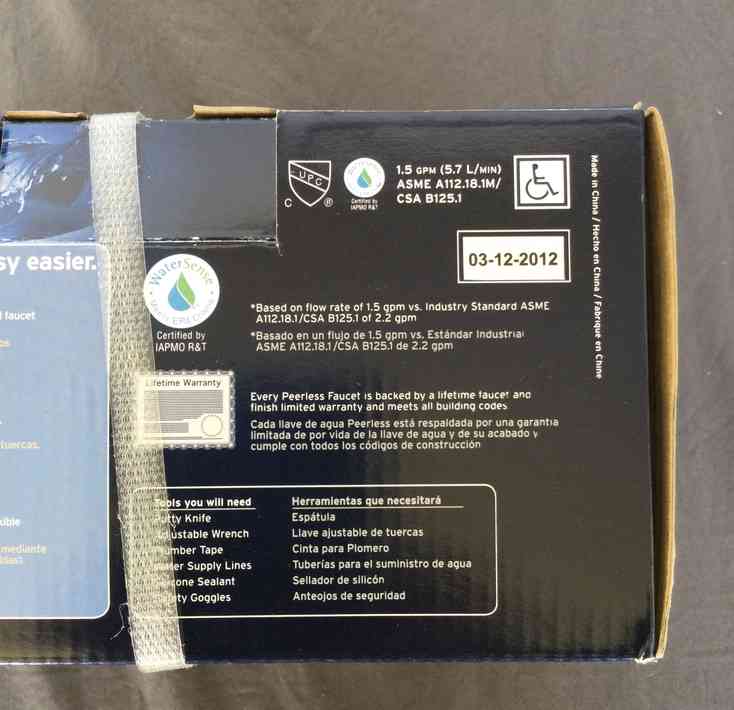 UPC
C ®
Certified by
IAPMO R&T
1.5 GPM (5.7 L/MIN)
ASME A112.18.1M/
CSA B125.1
Made in China / Hecho en China / Fabriqué en Chine
03-12-2012
sy easier.
faucet
os
tuercas.
mediante
WaterSense
Meets EPA Criteria
Certified by
IAPMO R&T
*Based on flow rate of 1.5 gpm vs. Industry Standard ASME
A112.18.1/CSA B125.1 of 2.2 gpm
*Basado en un flujo de 1.5 gpm vs. Estándar Industrial
ASME A112.18.1/CSA B125.1 de 2.2 gpm
Lifetime Warranty
Every Peerless Faucet is backed by a lifetime faucet and
finish limited warranty and meets all building codes
Cada llave de agua Peerless está respaldada por una garantía
limitada de por vida de la llave de agua y de su acabado y
cumple con todos los códigos de construcción
Tools you will need
Putty Knife
Adjustable Wrench
Plumber Tape
Water Supply Lines
Silicone Sealant
Safety Goggles
Herramientas que necesitará
Espátula
Llave ajustable de tuercas
Cinta para Plomero
Tuberías para el suministro de agua
Sellador de silicón
Anteojos de seguridad